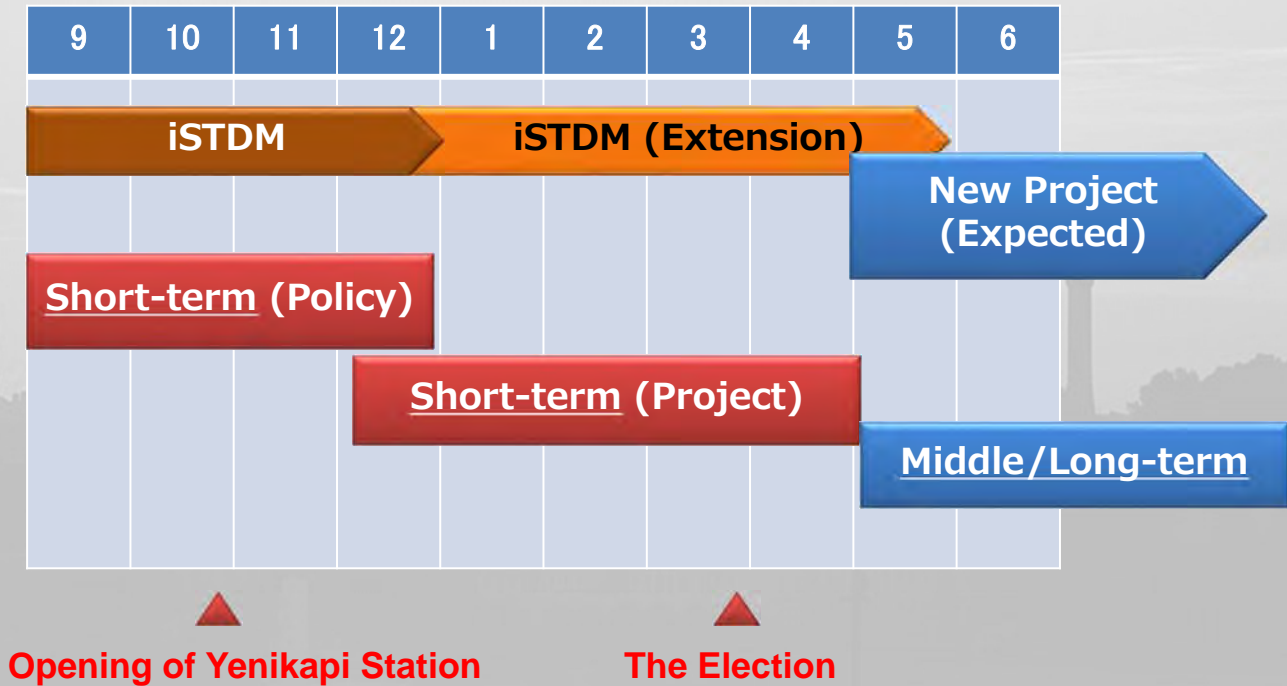 9 10 11 12 1 2 3 4 5 6
iSTDM iSTDM (Extension)
New Project
(Expected)
Short-term (Policy)
Short-term (Project)
Middle/Long-term
Opening of Yenikapi Station The Election